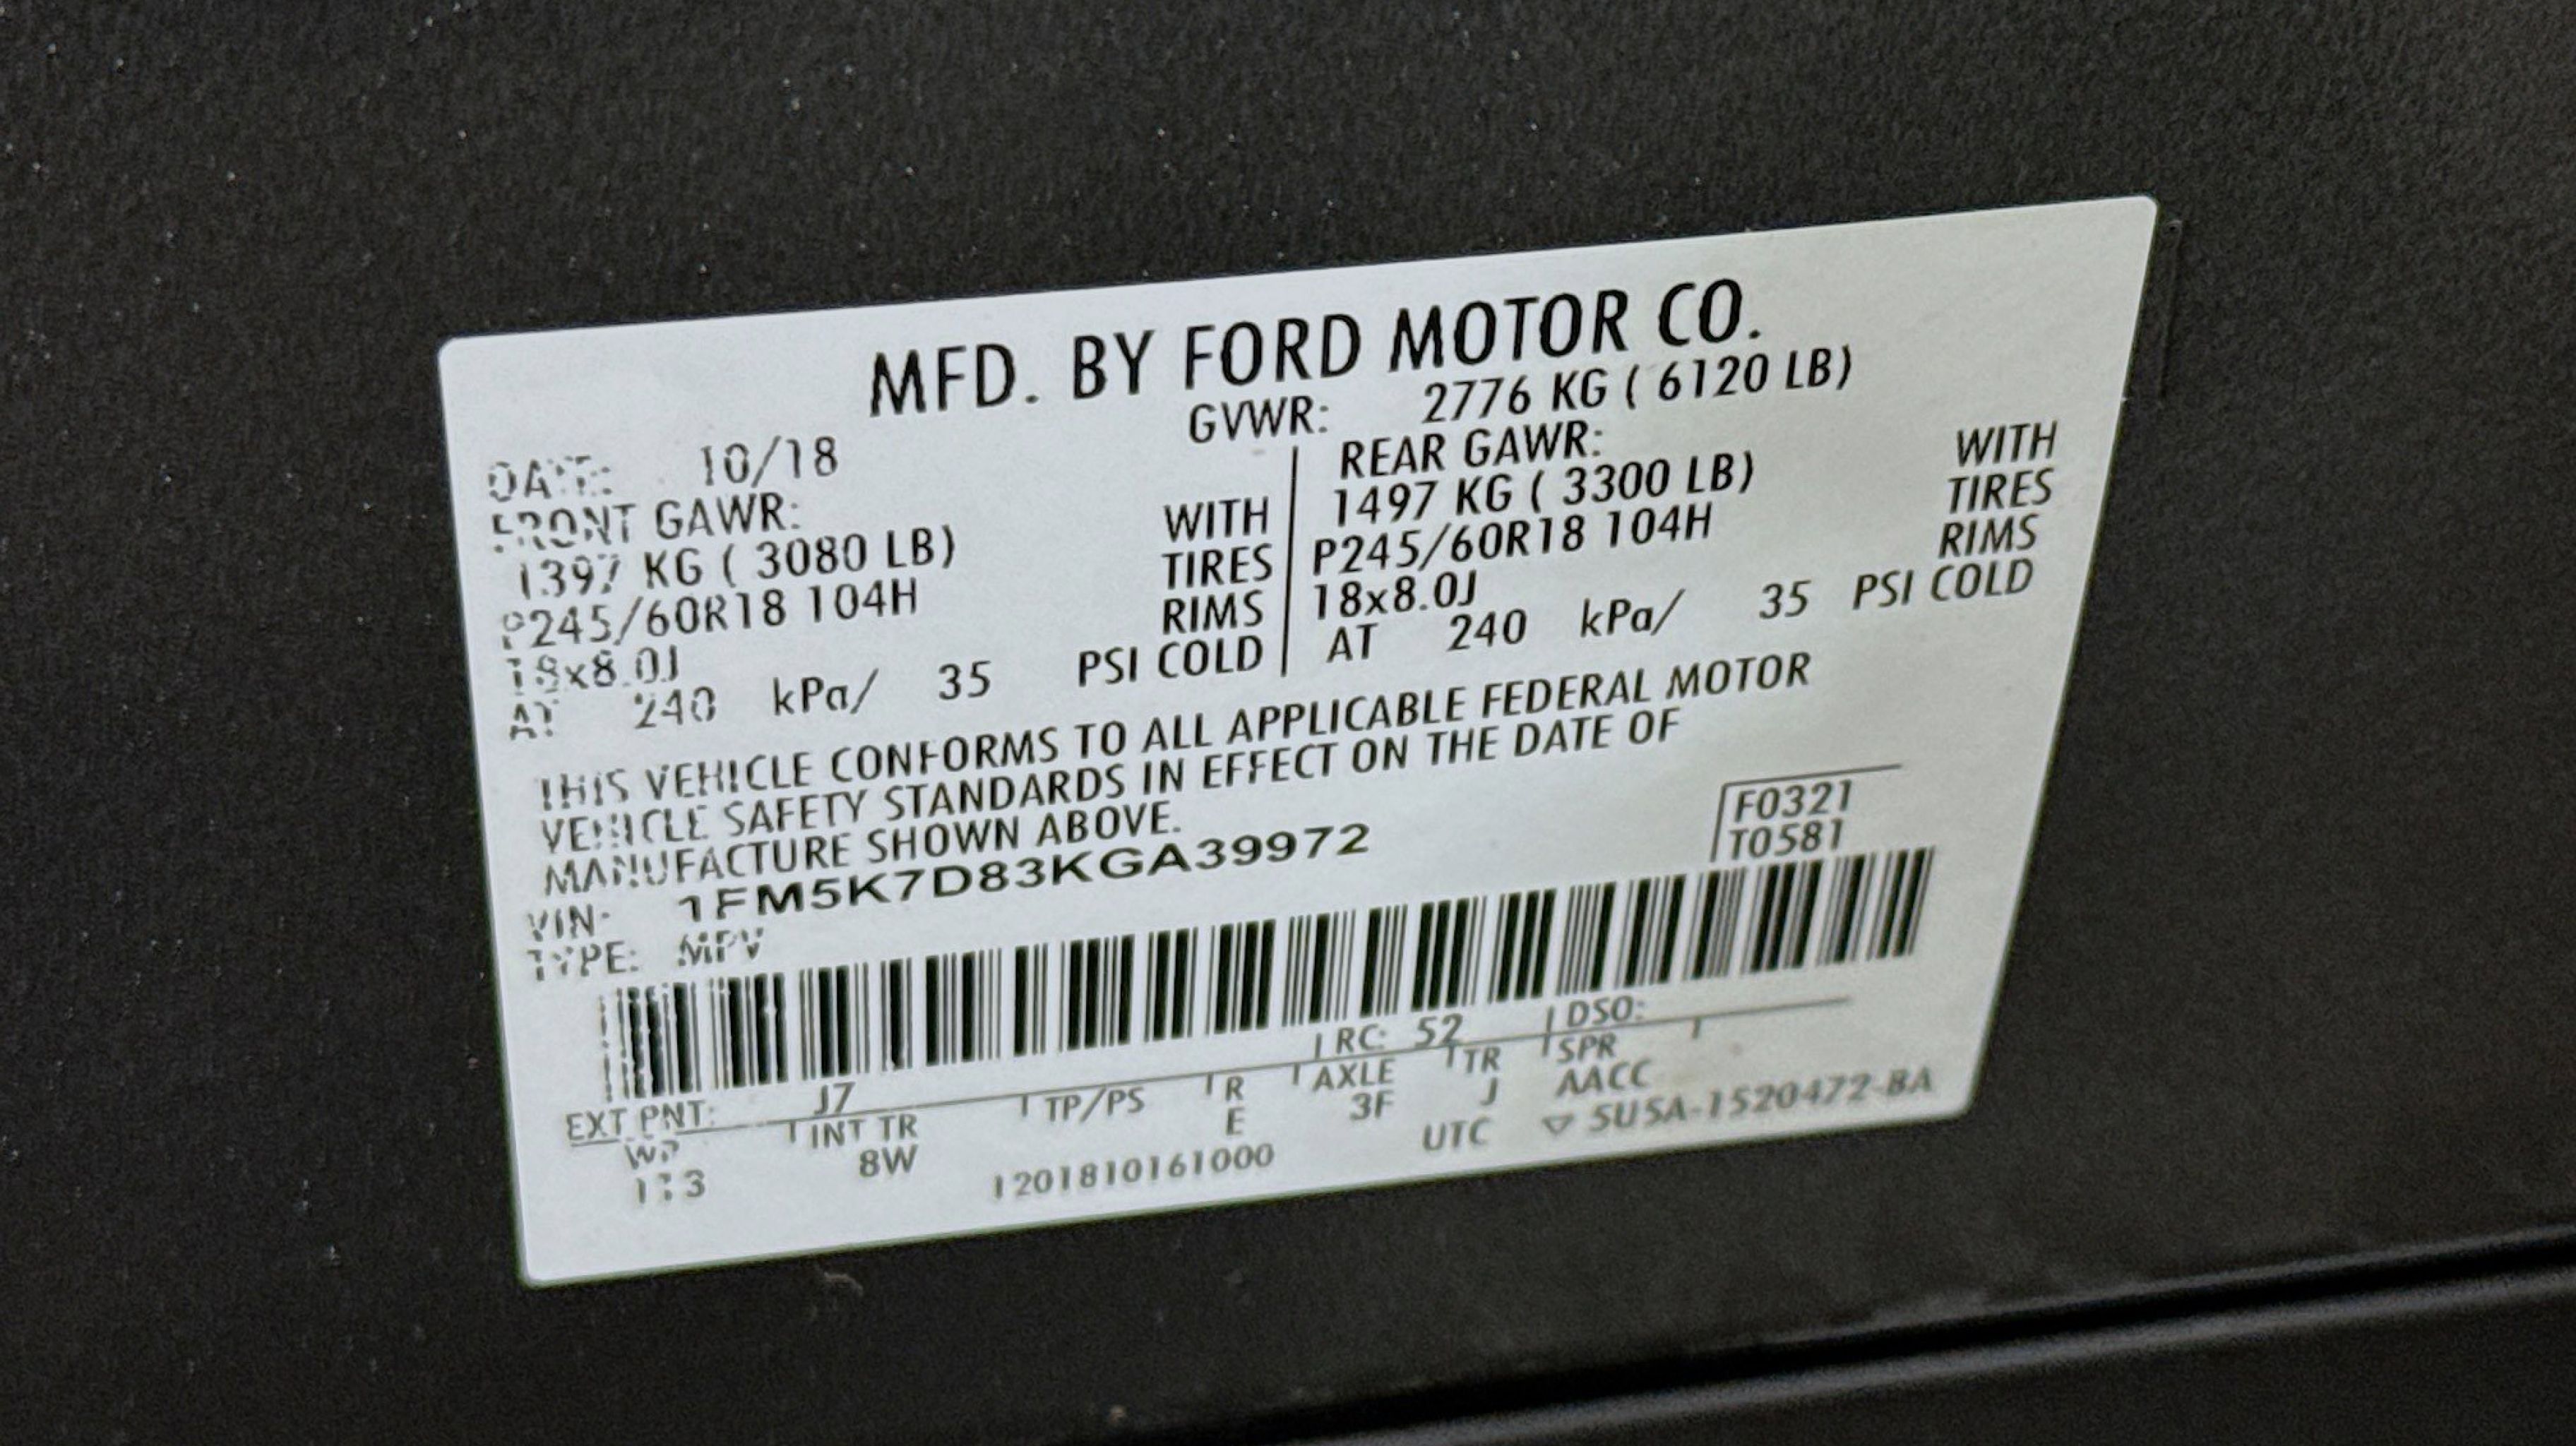 MFD. BY FORD MOTOR CO.
DATE: 10/18 GVWR: 2776 KG ( 6120 LB)
FRONT GAWR: WITH
1397 KG ( 3080 LB) TIRES
P245/60R18 104H RIMS
18x8.0J
AT 240 kPa/ 35 PSI COLD
REAR GAWR: WITH
1497 KG ( 3300 LB) TIRES
P245/60R18 104H RIMS
18x8.0J
AT 240 kPa/ 35 PSI COLD
THIS VEHICLE CONFORMS TO ALL APPLICABLE FEDERAL MOTOR
VEHICLE SAFETY STANDARDS IN EFFECT ON THE DATE OF
MANUFACTURE SHOWN ABOVE.
VIN: 1FM5K7D83KGA39972
TYPE: MPV
F0321
T0581
EXT PNT: J7 RC: 52 DSO:
WB INT TR TP/PS R AXLE TR SPR
113 8W E 3F J AACC
1201810161000 UTC ▽ 5U5A-1520472-BA